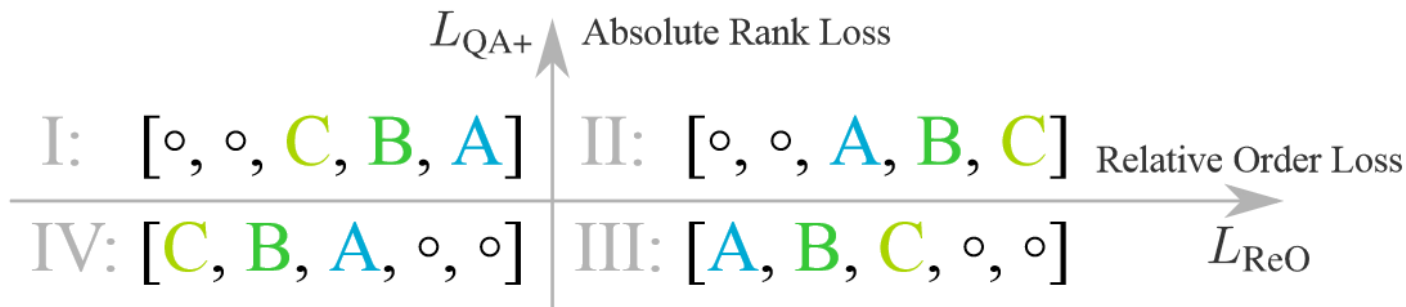 L_QA+ Absolute Rank Loss
I: [∘, ∘, C, B, A] II: [∘, ∘, A, B, C]
Relative Order Loss
IV: [C, B, A, ∘, ∘] III: [A, B, C, ∘, ∘]
L_ReO